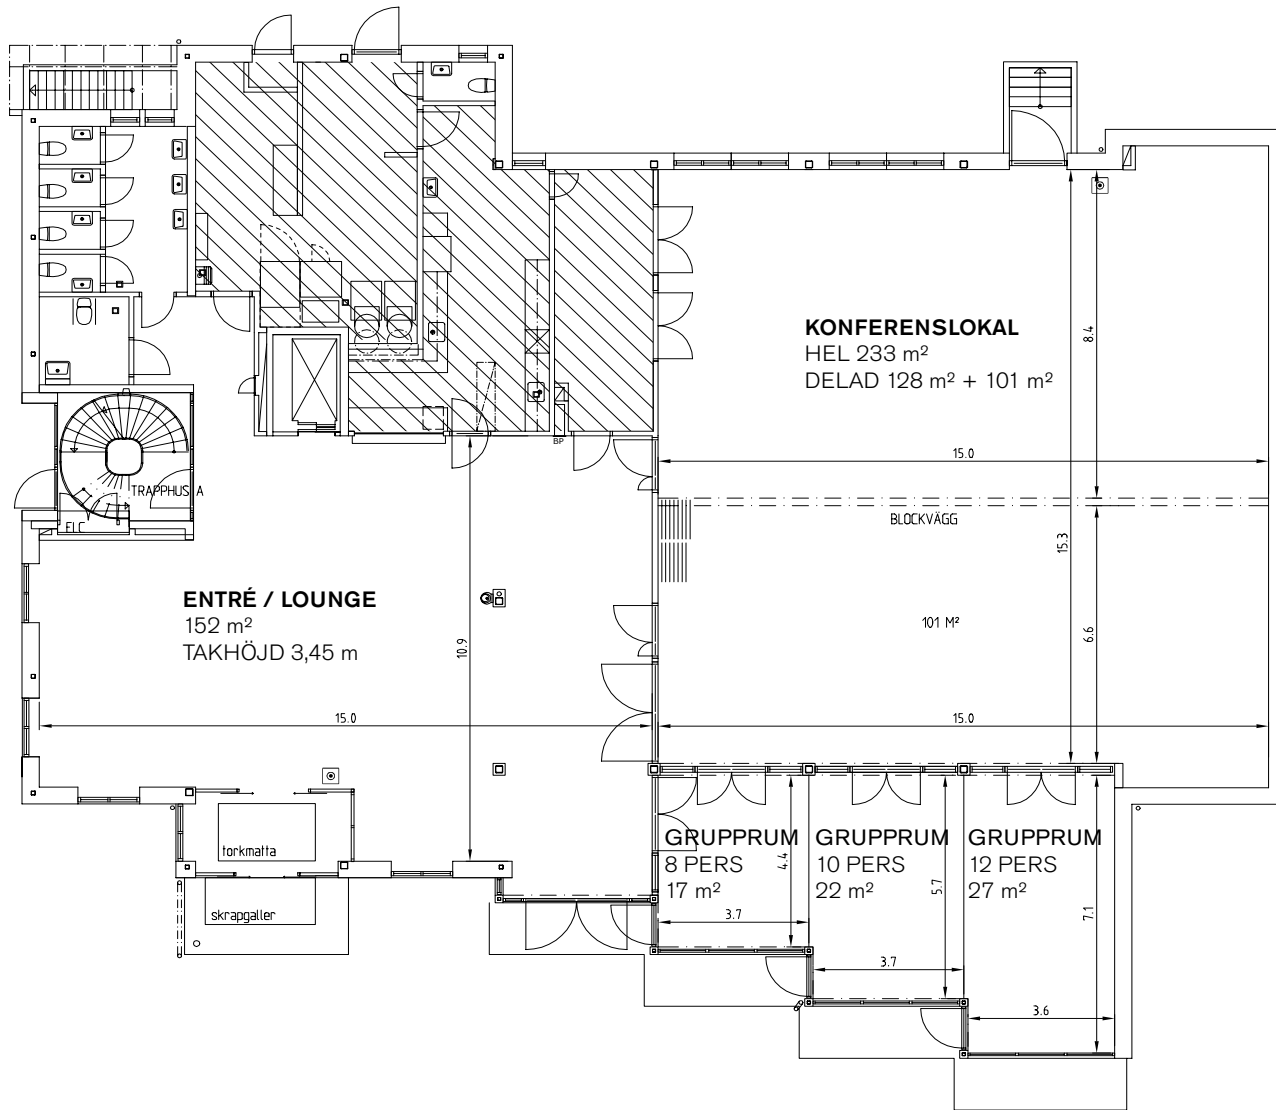 KONFERENSLOKAL
HEL 233 m²
DELAD 128 m² + 101 m²
8.4
BP
15.0
TRAPPHUS A
ELC
BLOCKVÄGG
15.3
ENTRÉ / LOUNGE
152 m²
TAKHÖJD 3,45 m
10.9
101 M²
6.6
15.0
15.0
GRUPPRUM
8 PERS
17 m²
4.4
GRUPPRUM
10 PERS
22 m²
5.7
GRUPPRUM
12 PERS
27 m²
7.1
torkmatta
skrapgaller
3.7
3.7
3.6